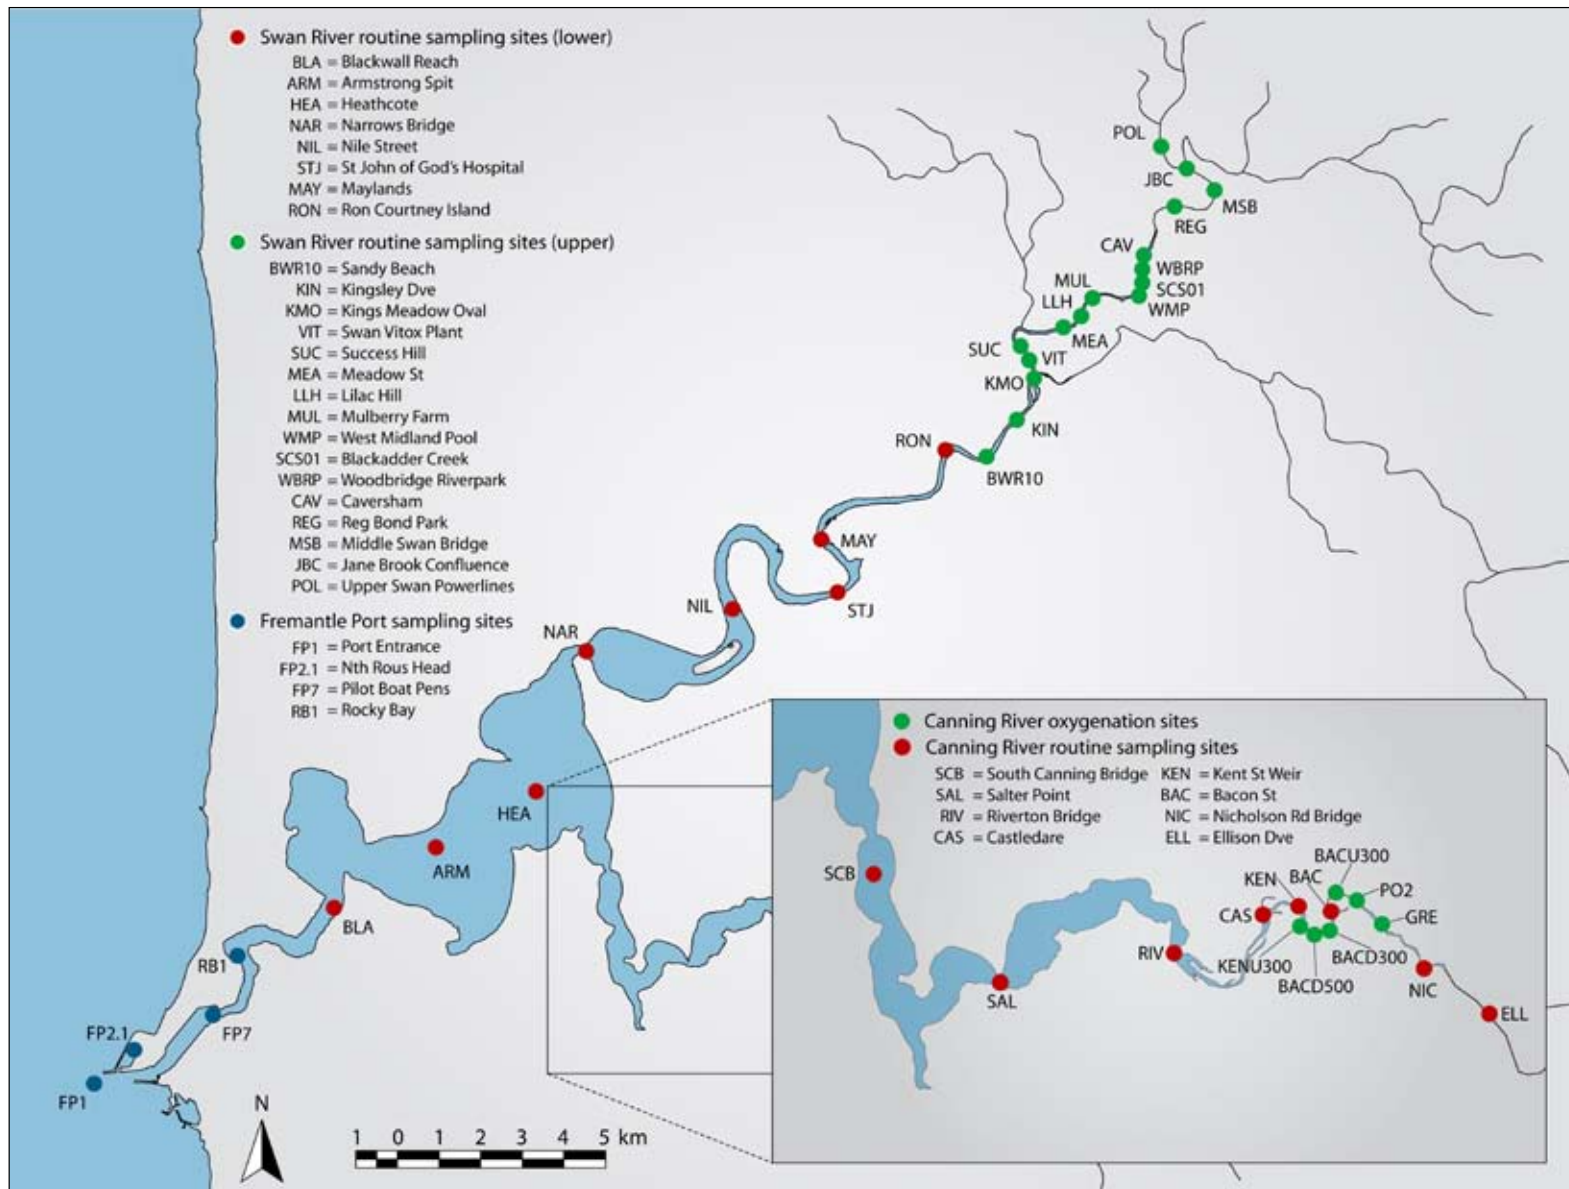 Swan River routine sampling sites (lower)
BLA = Blackwall Reach
ARM = Armstrong Spit
HEA = Heathcote
NAR = Narrows Bridge
NIL = Nile Street
STJ = St John of God's Hospital
MAY = Maylands
RON = Ron Courtney Island
Swan River routine sampling sites (upper)
BWR10 = Sandy Beach
KIN = Kingsley Dve
KMO = Kings Meadow Oval
VIT = Swan Vitox Plant
SUC = Success Hill
MEA = Meadow St
LLH = Lilac Hill
MUL = Mulberry Farm
WMP = West Midland Pool
SCS01 = Blackadder Creek
WBRP = Woodbridge Riverpark
CAV = Caversham
REG = Reg Bond Park
MSB = Middle Swan Bridge
JBC = Jane Brook Confluence
POL = Upper Swan Powerlines
Fremantle Port sampling sites
FP1 = Port Entrance
FP2.1 = Nth Rous Head
FP7 = Pilot Boat Pens
RB1 = Rocky Bay
POL
JBC
MSB
REG
CAV
WBRP
MUL
SCS01
LLH
WMP
MEA
SUC
VIT
KMO
KIN
RON
BWR10
MAY
NIL
STJ
NAR
HEA
ARM
BLA
RB1
FP7
FP2.1
FP1
N
1 0 1 2 3 4 5 km
Canning River oxygenation sites
Canning River routine sampling sites
SCB = South Canning Bridge KEN = Kent St Weir
SAL = Salter Point BAC = Bacon St
RIV = Riverton Bridge NIC = Nicholson Rd Bridge
CAS = Castledare ELL = Ellison Dve
BACU300
SCB
KEN
BAC
PO2
CAS
GRE
RIV
KENU300
BACD300
BACD500
NIC
SAL
ELL